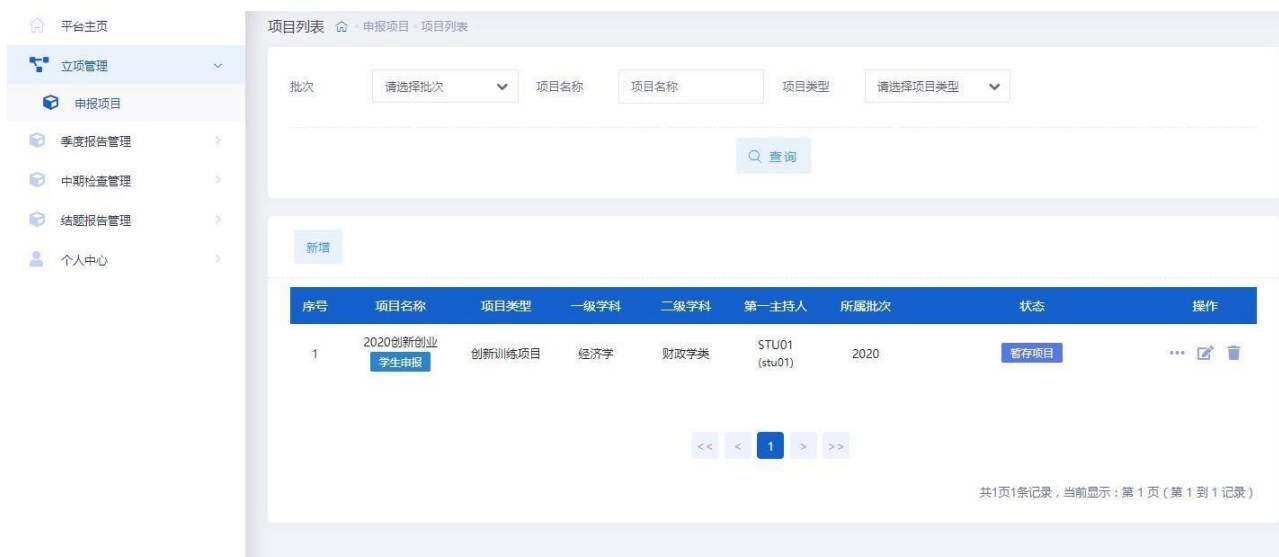 平台主页
立项管理
申报项目
季度报告管理
中期检查管理
结题报告管理
个人中心
项目列表 申报项目 项目列表
批次 请选择批次 项目名称 项目名称 项目类型 请选择项目类型
查询
新增
序号 项目名称 项目类型 一级学科 二级学科 第一主持人 所属批次 状态 操作
1 2020创新创业 学生申报 创新训练项目 经济学 财政学类 STU01 (stu01) 2020 暂存项目 ...
<< < 1 > >>
共1页1条记录，当前显示：第 1 页 ( 第 1 到 1 记录 )